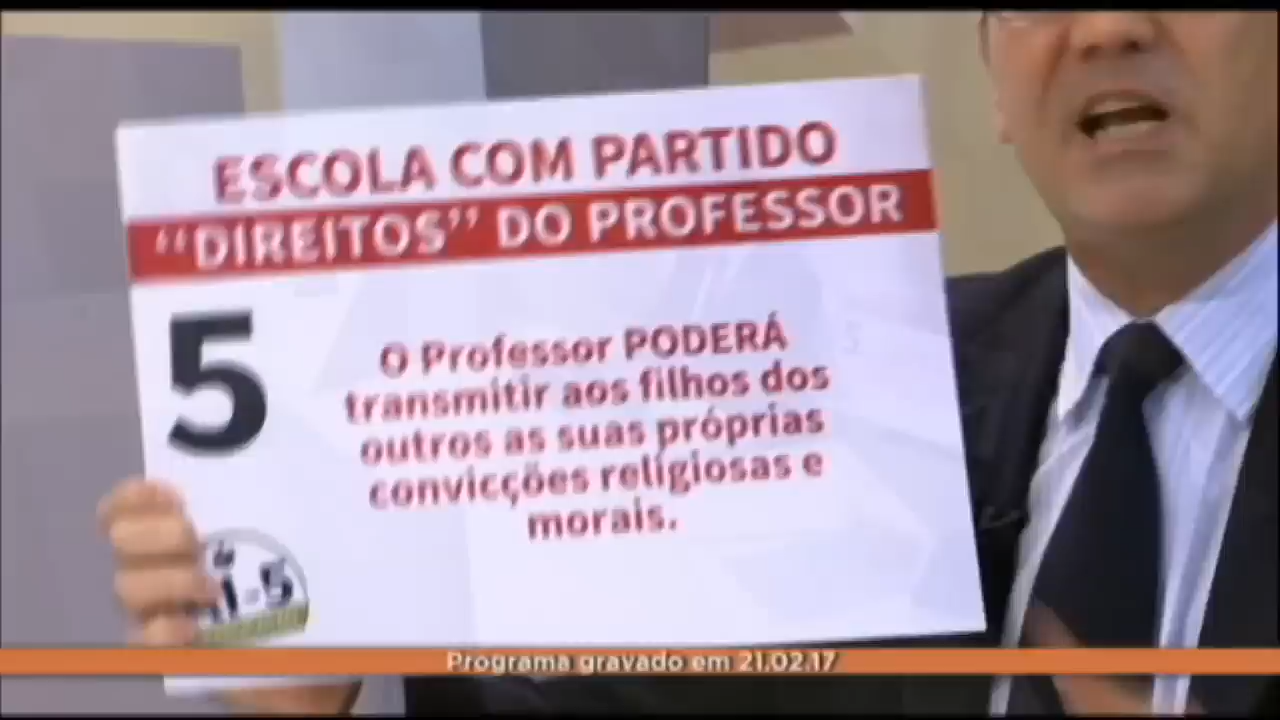 ESCOLA COM PARTIDO
“DIREITOS” DO PROFESSOR
5
O Professor PODERÁ
transmitir aos filhos dos
outros as suas próprias
convicções religiosas e
morais.
Programa gravado em 21.02.17